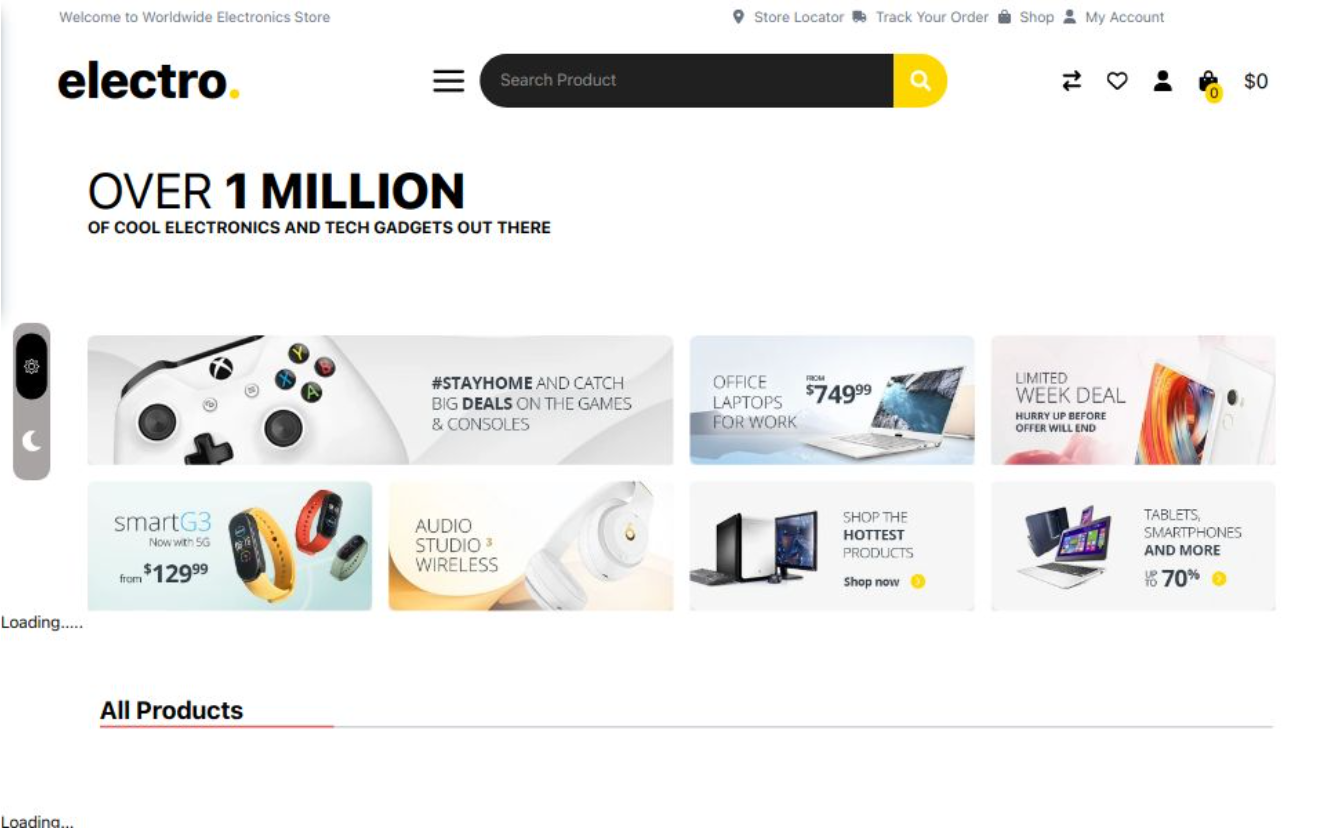 Welcome to Worldwide Electronics Store
Store Locator Track Your Order Shop My Account
electro.
Search Product
0
$0
OVER 1 MILLION
OF COOL ELECTRONICS AND TECH GADGETS OUT THERE
#STAYHOME AND CATCH
BIG DEALS ON THE GAMES
& CONSOLES
Y
B
X
A
OFFICE
LAPTOPS
FOR WORK
FROM
$74999
LIMITED
WEEK DEAL
HURRY UP BEFORE
OFFER WILL END
smartG3
Now with 5G
from $12999
AUDIO
STUDIO 3
WIRELESS
SHOP THE
HOTTEST
PRODUCTS
Shop now
TABLETS,
SMARTPHONES
AND MORE
UP TO 70%
Loading.....
All Products
Loading...